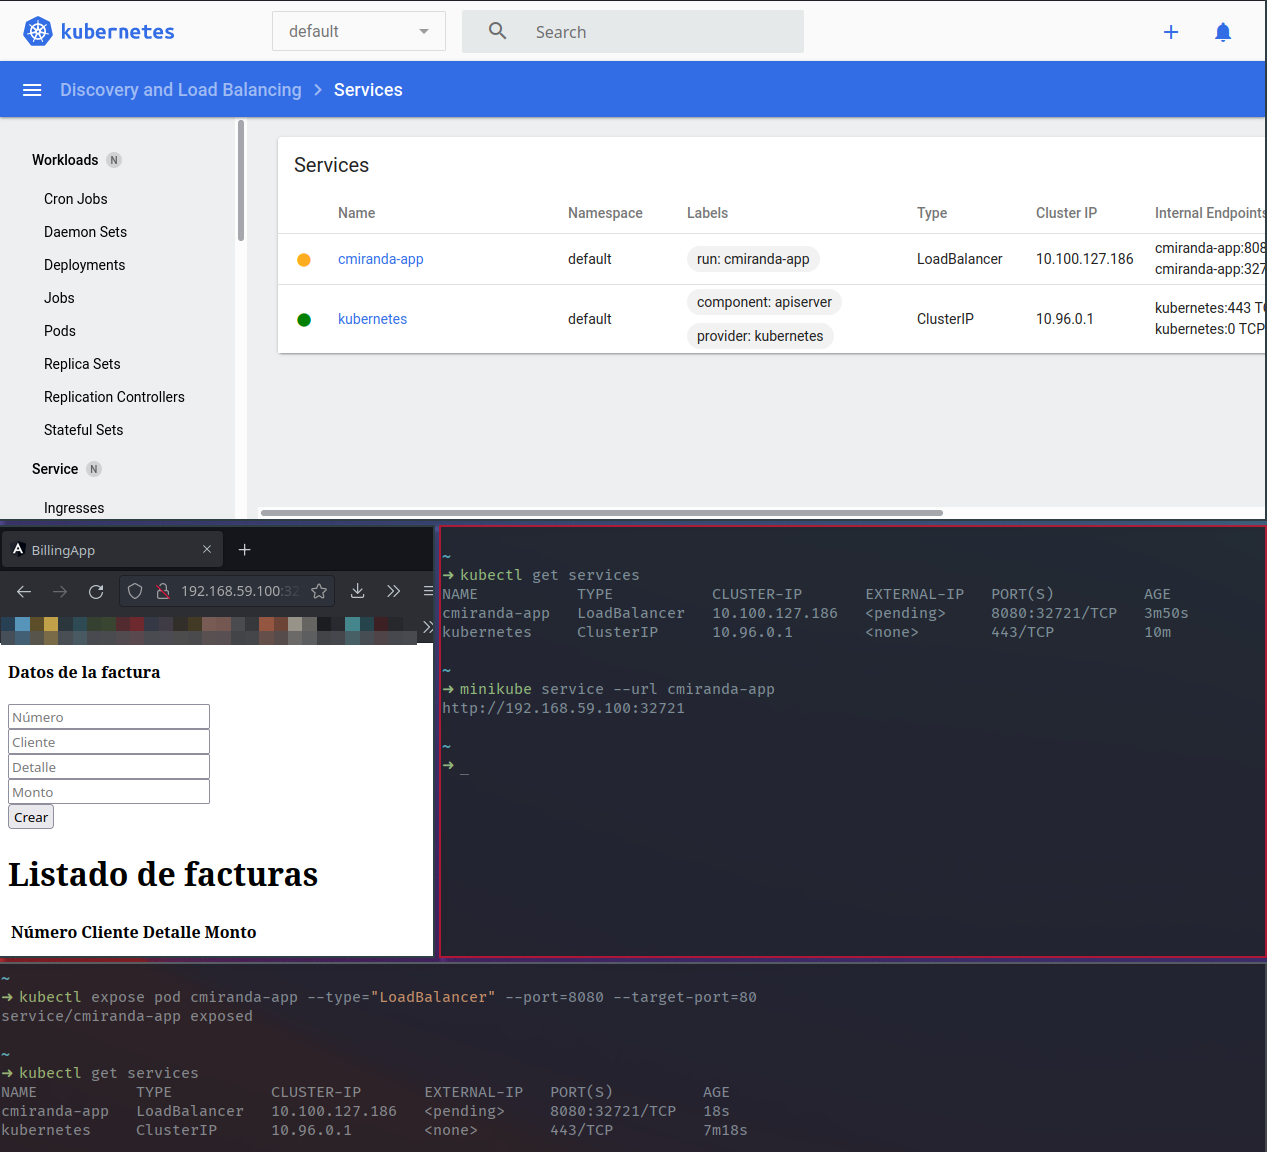 kubernetes
default
Search
Discovery and Load Balancing > Services
Workloads N
Cron Jobs
Daemon Sets
Deployments
Jobs
Pods
Replica Sets
Replication Controllers
Stateful Sets
Service N
Ingresses
Services
Name Namespace Labels Type Cluster IP Internal Endpoints
cmiranda-app default run: cmiranda-app LoadBalancer 10.100.127.186 cmiranda-app:808
cmiranda-app:327
kubernetes default component: apiserver provider: kubernetes ClusterIP 10.96.0.1 kubernetes:443 TC
kubernetes:0 TCP
BillingApp
192.168.59.100:32
Datos de la factura
Número
Cliente
Detalle
Monto
Crear
Listado de facturas
Número Cliente Detalle Monto
~
➜ kubectl get services
NAME TYPE CLUSTER-IP EXTERNAL-IP PORT(S) AGE
cmiranda-app LoadBalancer 10.100.127.186 <pending> 8080:32721/TCP 3m50s
kubernetes ClusterIP 10.96.0.1 <none> 443/TCP 10m
~
➜ minikube service --url cmiranda-app
http://192.168.59.100:32721
~
➜ _
~
➜ kubectl expose pod cmiranda-app --type="LoadBalancer" --port=8080 --target-port=80
service/cmiranda-app exposed
~
➜ kubectl get services
NAME TYPE CLUSTER-IP EXTERNAL-IP PORT(S) AGE
cmiranda-app LoadBalancer 10.100.127.186 <pending> 8080:32721/TCP 18s
kubernetes ClusterIP 10.96.0.1 <none> 443/TCP 7m18s